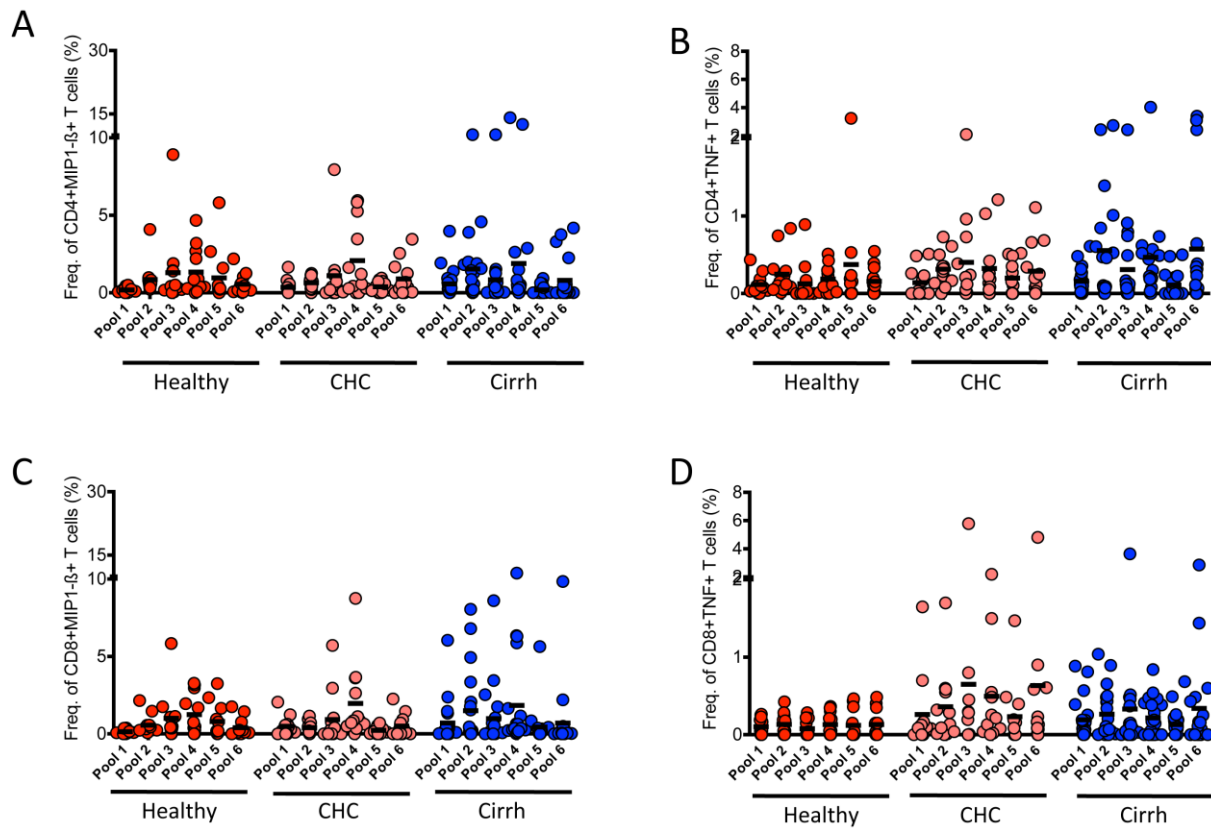 A
Freq. of CD4+MIP1-ß+ T cells (%)
30
15
10
5
0
Pool 1
Pool 2
Pool 3
Pool 4
Pool 5
Pool 6
Pool 1
Pool 2
Pool 3
Pool 4
Pool 5
Pool 6
Pool 1
Pool 2
Pool 3
Pool 4
Pool 5
Pool 6
Healthy
CHC
Cirrh
B
Freq. of CD4+TNF+ T cells (%)
8
6
4
2
2
1
0
Pool 1
Pool 2
Pool 3
Pool 4
Pool 5
Pool 6
Pool 1
Pool 2
Pool 3
Pool 4
Pool 5
Pool 6
Pool 1
Pool 2
Pool 3
Pool 4
Pool 5
Pool 6
Healthy
CHC
Cirrh
C
Freq. of CD8+MIP1-ß+ T cells (%)
30
15
10
5
0
Pool 1
Pool 2
Pool 3
Pool 4
Pool 5
Pool 6
Pool 1
Pool 2
Pool 3
Pool 4
Pool 5
Pool 6
Pool 1
Pool 2
Pool 3
Pool 4
Pool 5
Pool 6
Healthy
CHC
Cirrh
D
Freq. of CD8+TNF+ T cells (%)
8
6
4
2
2
1
0
Pool 1
Pool 2
Pool 3
Pool 4
Pool 5
Pool 6
Pool 1
Pool 2
Pool 3
Pool 4
Pool 5
Pool 6
Pool 1
Pool 2
Pool 3
Pool 4
Pool 5
Pool 6
Healthy
CHC
Cirrh